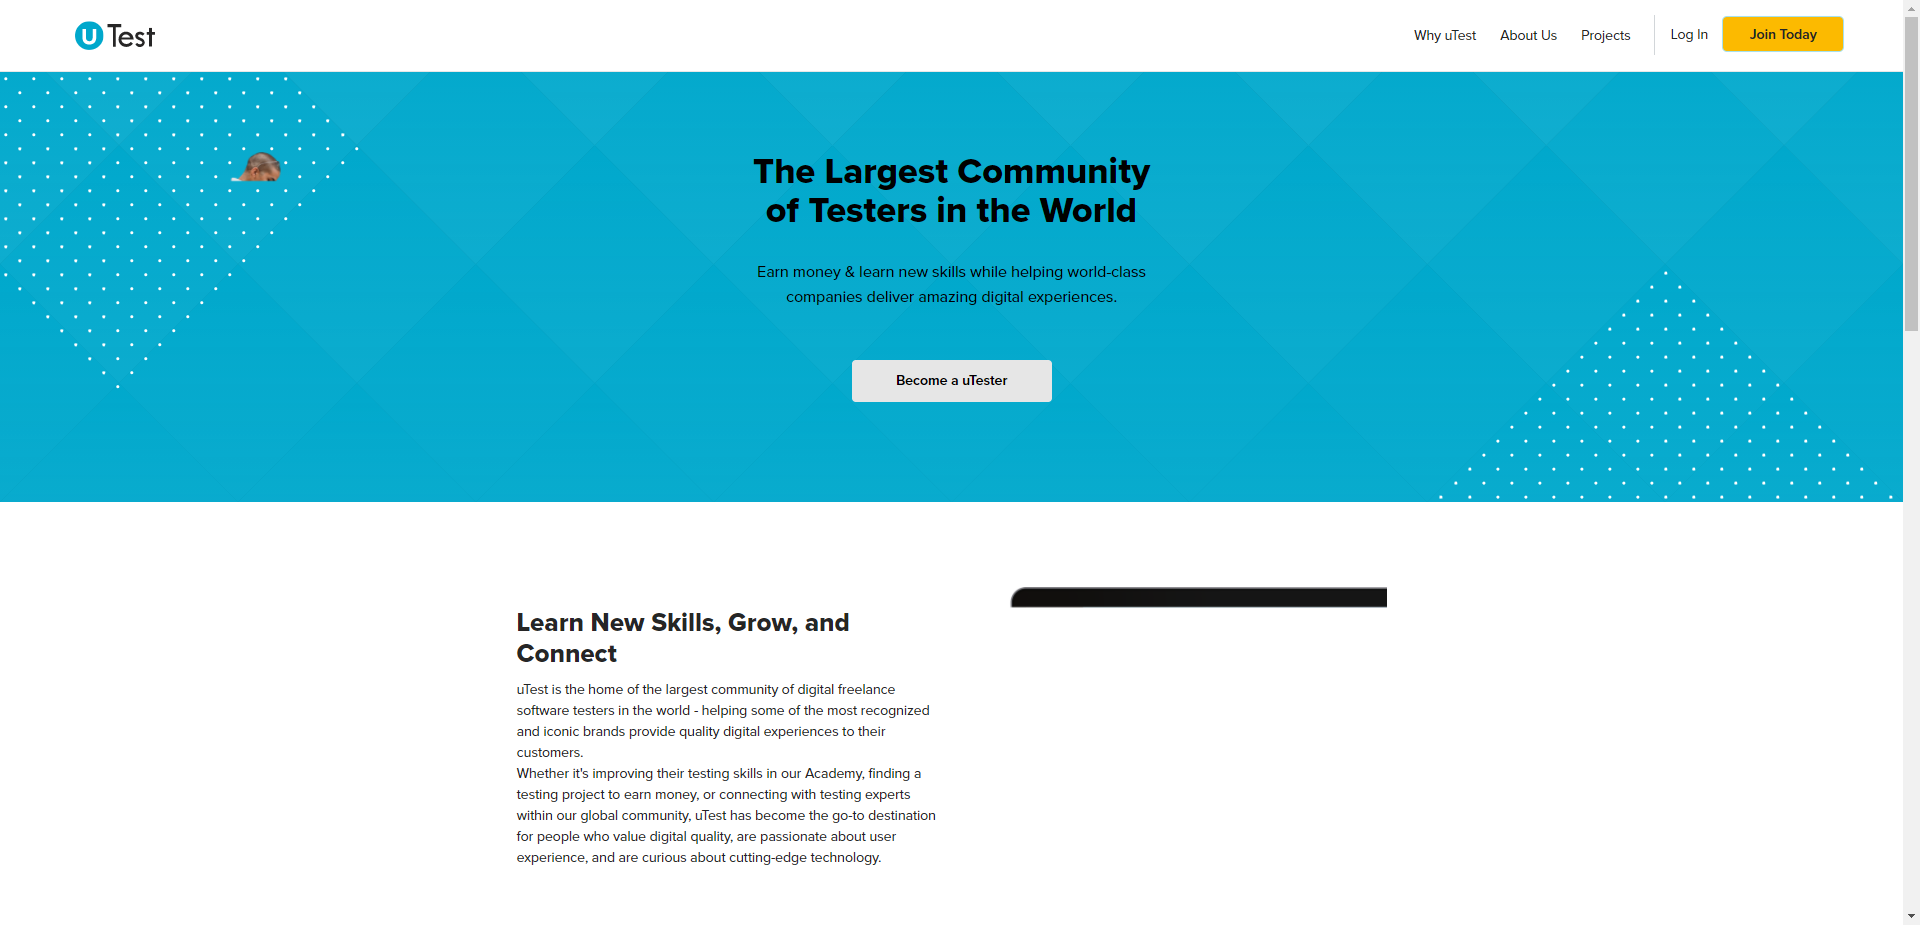 uTest
Why uTest
About Us
Projects
Log In
Join Today
The Largest Community
of Testers in the World
Earn money & learn new skills while helping world-class
companies deliver amazing digital experiences.
Become a uTester
Learn New Skills, Grow, and
Connect
uTest is the home of the largest community of digital freelance
software testers in the world - helping some of the most recognized
and iconic brands provide quality digital experiences to their
customers.
Whether it's improving their testing skills in our Academy, finding a
testing project to earn money, or connecting with testing experts
within our global community, uTest has become the go-to destination
for people who value digital quality, are passionate about user
experience, and are curious about cutting-edge technology.